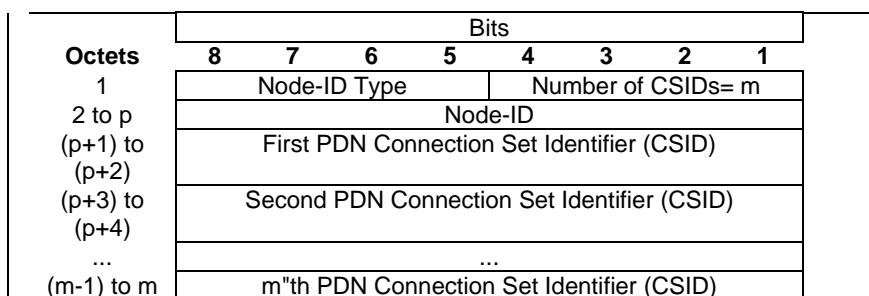 Bits
Octets 8 7 6 5 4 3 2 1
1 Node-ID Type Number of CSIDs= m
2 to p Node-ID
(p+1) to First PDN Connection Set Identifier (CSID)
(p+2)
(p+3) to Second PDN Connection Set Identifier (CSID)
(p+4)
... ...
(m-1) to m m"th PDN Connection Set Identifier (CSID)